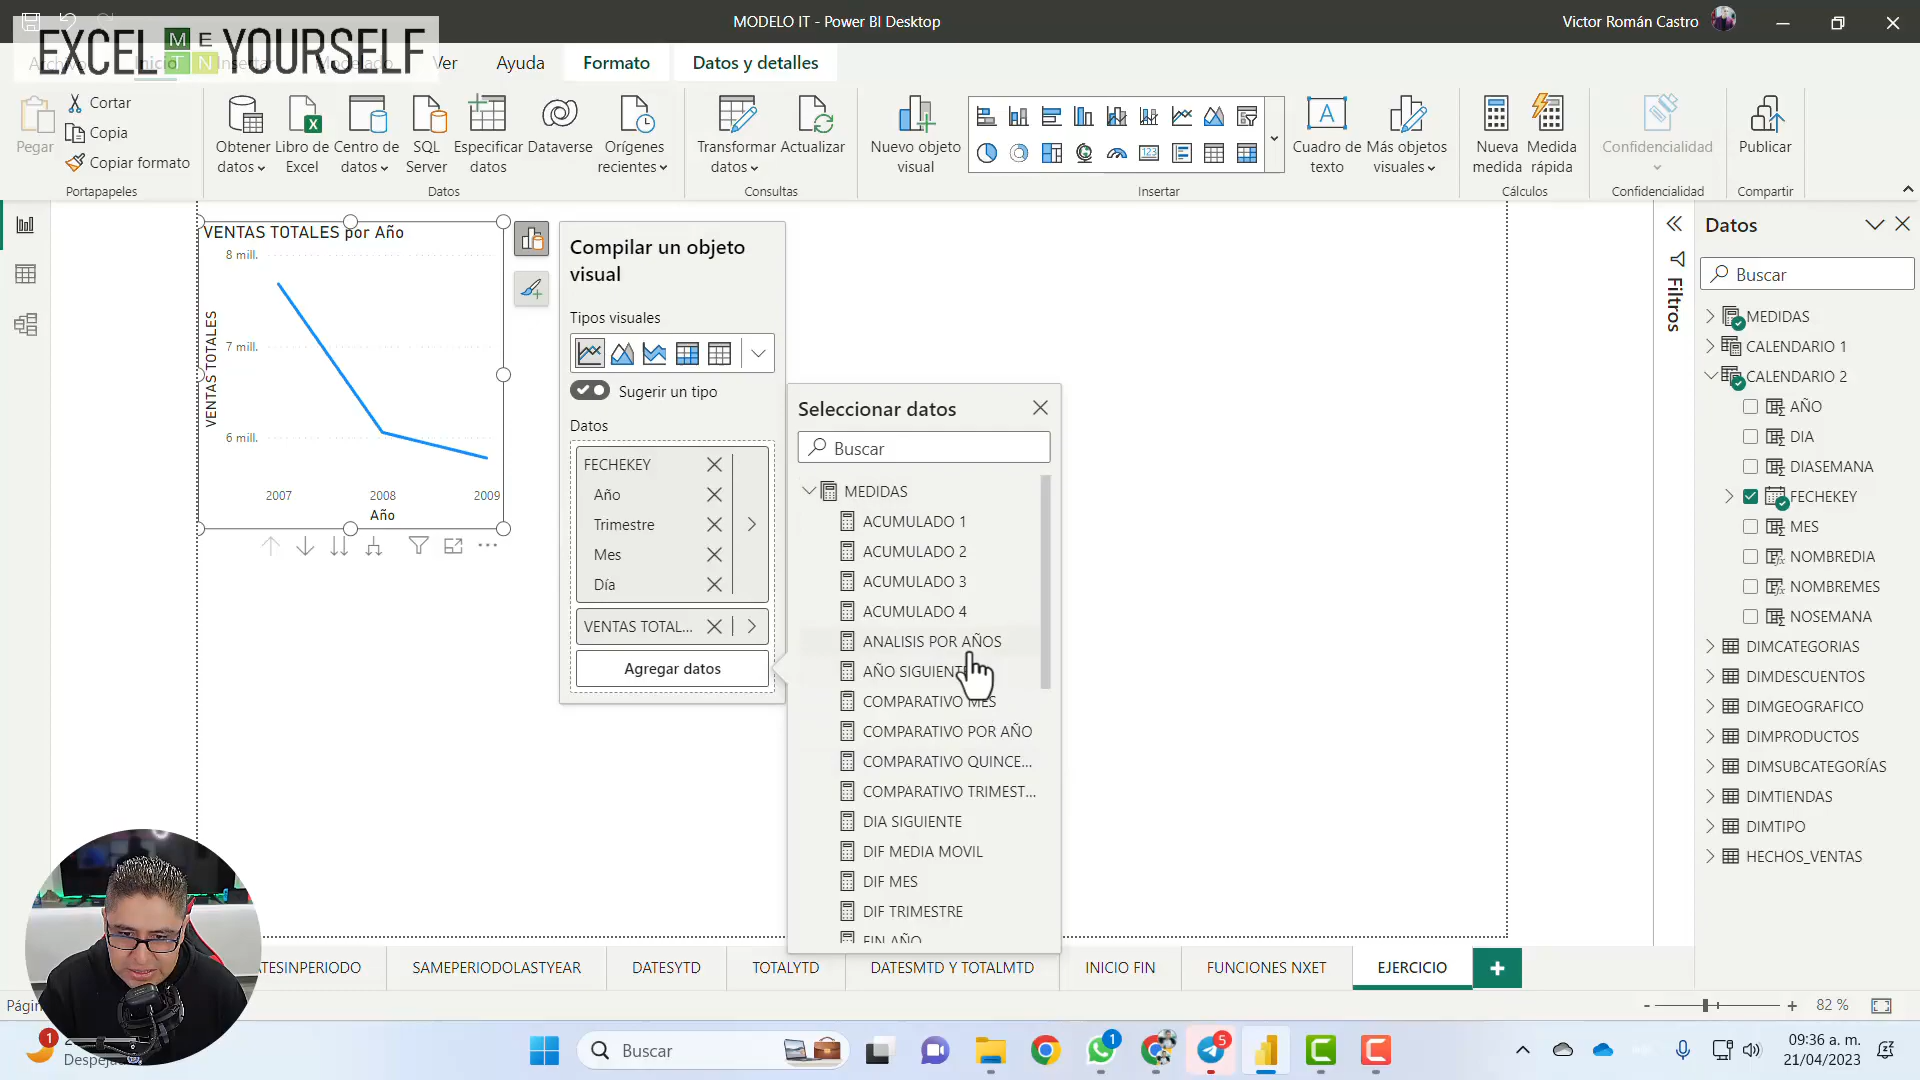 MODELO IT - Power BI Desktop
Victor Román Castro
EXCEL ME TN YOURSELF
Ver
Ayuda
Formato
Datos y detalles
Pegar
Cortar
Copia
Copiar formato
Portapapeles
Obtener datos
Libro de Excel
Centro de datos
SQL Server
Especificar datos
Dataverse
Orígenes recientes
Datos
Transformar datos
Actualizar
Consultas
Nuevo objeto visual
Cuadro de texto
Más objetos visuales
Insertar
Nueva medida
Medida rápida
Cálculos
Confidencialidad
Confidencialidad
Publicar
Compartir
VENTAS TOTALES por Año
8 mill.
7 mill.
6 mill.
VENTAS TOTALES
2007
2008
2009
Año
Compilar un objeto visual
Tipos visuales
Sugerir un tipo
Datos
FECHEKEY
Año
Trimestre
Mes
Día
VENTAS TOTAL...
Agregar datos
Seleccionar datos
Buscar
MEDIDAS
ACUMULADO 1
ACUMULADO 2
ACUMULADO 3
ACUMULADO 4
ANALISIS POR AÑOS
AÑO SIGUIENTE
COMPARATIVO MES
COMPARATIVO POR AÑO
COMPARATIVO QUINCE...
COMPARATIVO TRIMEST...
DIA SIGUIENTE
DIF MEDIA MOVIL
DIF MES
DIF TRIMESTRE
FIN AÑO
Filtros
Datos
Buscar
MEDIDAS
CALENDARIO 1
CALENDARIO 2
AÑO
DIA
DIASEMANA
FECHEKEY
MES
NOMBREDIA
NOMBREMES
NOSEMANA
DIMCATEGORIAS
DIMDESCUENTOS
DIMGEOGRAFICO
DIMPRODUCTOS
DIMSUBCATEGORÍAS
DIMTIENDAS
DIMTIPO
HECHOS_VENTAS
ATESINPERIODO
SAMEPERIODOLASTYEAR
DATESYTD
TOTALYTD
DATESMTD Y TOTALMTD
INICIO FIN
FUNCIONES NXET
EJERCICIO
+
Págin
- + 82 %
1
Despeja
Buscar
1
5
09:36 a. m.
21/04/2023